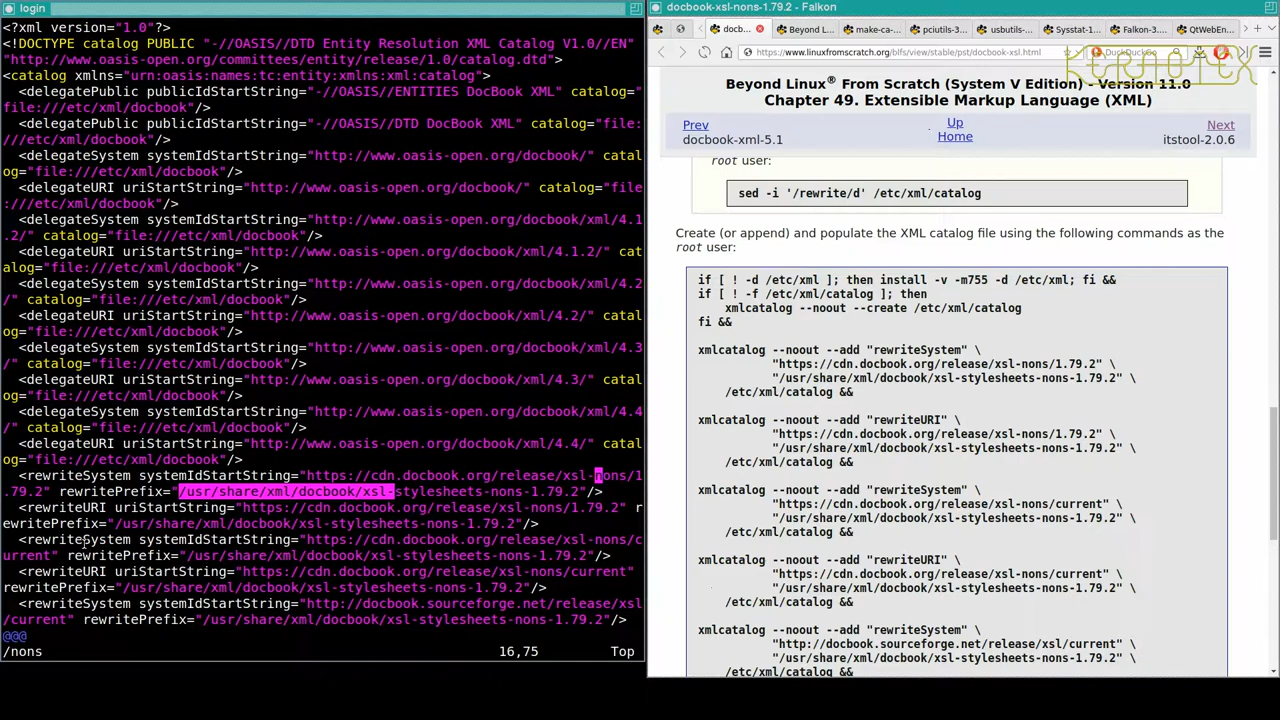 login
<?xml version="1.0"?>
<!DOCTYPE catalog PUBLIC "-//OASIS//DTD Entity Resolution XML Catalog V1.0//EN"
"http://www.oasis-open.org/committees/entity/release/1.0/catalog.dtd">
<catalog xmlns="urn:oasis:names:tc:entity:xmlns:xml:catalog">
  <delegatePublic publicIdStartString="-//OASIS//ENTITIES DocBook XML" catalog="
file:///etc/xml/docbook"/>
  <delegatePublic publicIdStartString="-//OASIS//DTD DocBook XML" catalog="file:
///etc/xml/docbook"/>
  <delegateSystem systemIdStartString="http://www.oasis-open.org/docbook/" catal
og="file:///etc/xml/docbook"/>
  <delegateURI uriStartString="http://www.oasis-open.org/docbook/" catalog="file
:///etc/xml/docbook"/>
  <delegateSystem systemIdStartString="http://www.oasis-open.org/docbook/xml/4.1
.2/" catalog="file:///etc/xml/docbook"/>
  <delegateURI uriStartString="http://www.oasis-open.org/docbook/xml/4.1.2/" cat
alog="file:///etc/xml/docbook"/>
  <delegateSystem systemIdStartString="http://www.oasis-open.org/docbook/xml/4.2
/" catalog="file:///etc/xml/docbook"/>
  <delegateURI uriStartString="http://www.oasis-open.org/docbook/xml/4.2/" catal
og="file:///etc/xml/docbook"/>
  <delegateSystem systemIdStartString="http://www.oasis-open.org/docbook/xml/4.3
/" catalog="file:///etc/xml/docbook"/>
  <delegateURI uriStartString="http://www.oasis-open.org/docbook/xml/4.3/" catal
og="file:///etc/xml/docbook"/>
  <delegateSystem systemIdStartString="http://www.oasis-open.org/docbook/xml/4.4
/" catalog="file:///etc/xml/docbook"/>
  <delegateURI uriStartString="http://www.oasis-open.org/docbook/xml/4.4/" catal
og="file:///etc/xml/docbook"/>
  <rewriteSystem systemIdStartString="https://cdn.docbook.org/release/xsl-nons/1
.79.2" rewritePrefix="/usr/share/xml/docbook/xsl-stylesheets-nons-1.79.2"/>
  <rewriteURI uriStartString="https://cdn.docbook.org/release/xsl-nons/1.79.2" r
ewritePrefix="/usr/share/xml/docbook/xsl-stylesheets-nons-1.79.2"/>
  <rewriteSystem systemIdStartString="https://cdn.docbook.org/release/xsl-nons/c
urrent" rewritePrefix="/usr/share/xml/docbook/xsl-stylesheets-nons-1.79.2"/>
  <rewriteURI uriStartString="https://cdn.docbook.org/release/xsl-nons/current"
rewritePrefix="/usr/share/xml/docbook/xsl-stylesheets-nons-1.79.2"/>
  <rewriteSystem systemIdStartString="http://docbook.sourceforge.net/release/xsl
/current" rewritePrefix="/usr/share/xml/docbook/xsl-stylesheets-nons-1.79.2"/>
@@@
/nons 16,75 Top
docbook-xsl-nons-1.79.2 - Falkon
docb... Beyond L... make-ca-... pciutils-3... usbutils-... Sysstat-1... Falkon-3... QtWebEn...
https://www.linuxfromscratch.org/blfs/view/stable/pst/docbook-xsl.html DuckDuckGo
KERNOTEX
Beyond Linux® From Scratch (System V Edition) - Version 11.0
Chapter 49. Extensible Markup Language (XML)
Prev Up Next
docbook-xml-5.1 Home itstool-2.0.6
root user:
sed -i '/rewrite/d' /etc/xml/catalog
Create (or append) and populate the XML catalog file using the following commands as the
root user:
if [ ! -d /etc/xml ]; then install -v -m755 -d /etc/xml; fi &&
if [ ! -f /etc/xml/catalog ]; then
    xmlcatalog --noout --create /etc/xml/catalog
fi &&
xmlcatalog --noout --add "rewriteSystem" \
           "https://cdn.docbook.org/release/xsl-nons/1.79.2" \
           "/usr/share/xml/docbook/xsl-stylesheets-nons-1.79.2" \
    /etc/xml/catalog &&
xmlcatalog --noout --add "rewriteURI" \
           "https://cdn.docbook.org/release/xsl-nons/1.79.2" \
           "/usr/share/xml/docbook/xsl-stylesheets-nons-1.79.2" \
    /etc/xml/catalog &&
xmlcatalog --noout --add "rewriteSystem" \
           "https://cdn.docbook.org/release/xsl-nons/current" \
           "/usr/share/xml/docbook/xsl-stylesheets-nons-1.79.2" \
    /etc/xml/catalog &&
xmlcatalog --noout --add "rewriteURI" \
           "https://cdn.docbook.org/release/xsl-nons/current" \
           "/usr/share/xml/docbook/xsl-stylesheets-nons-1.79.2" \
    /etc/xml/catalog &&
xmlcatalog --noout --add "rewriteSystem" \
           "http://docbook.sourceforge.net/release/xsl/current" \
           "/usr/share/xml/docbook/xsl-stylesheets-nons-1.79.2" \
    /etc/xml/catalog &&